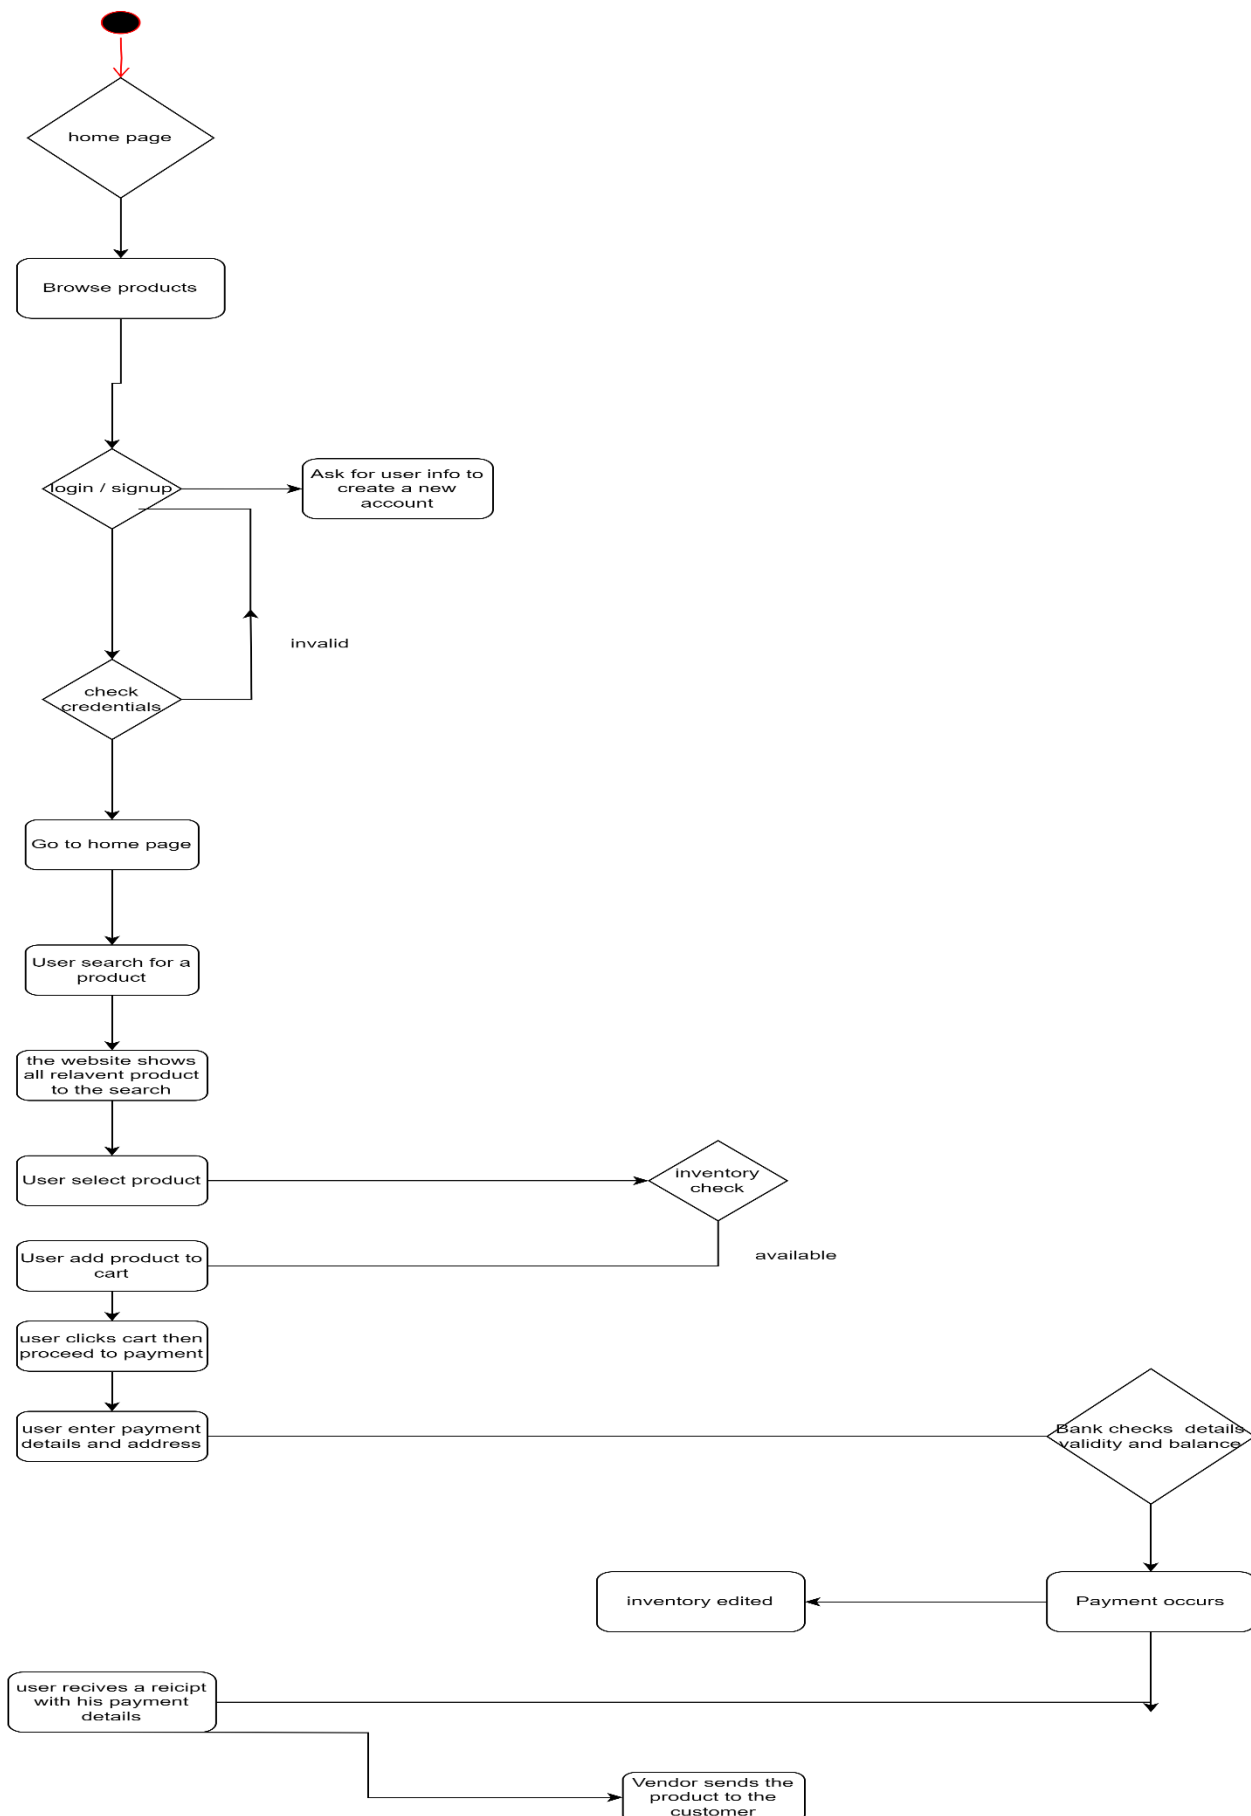 home page
Browse products
login / signup
Ask for user info to
create a new
account
invalid
check
credentials
Go to home page
User search for a
product
the website shows
all relavent product
to the search
User select product
inventory
check
available
User add product to
cart
user clicks cart then
proceed to payment
user enter payment
details and address
Bank checks  details
validity and balance
Payment occurs
inventory edited
user recives a reicipt
with his payment
details
Vendor sends the
product to the
customer